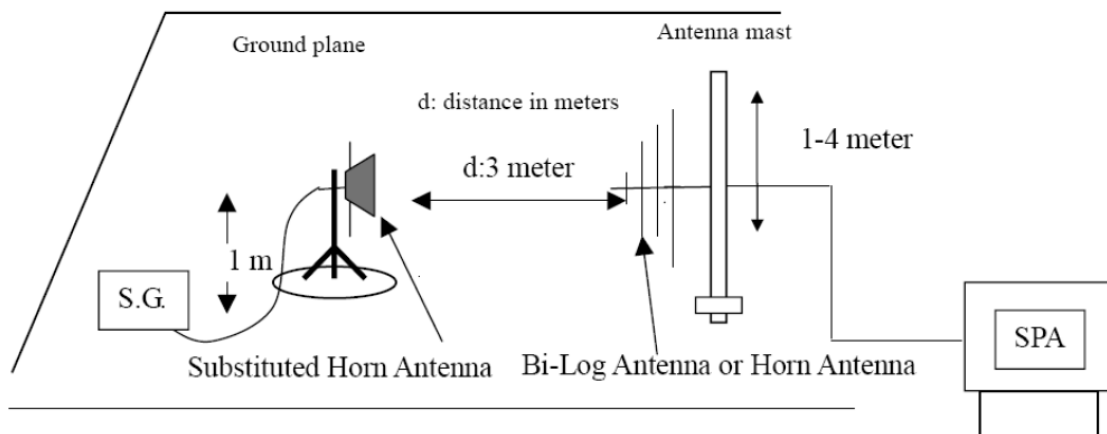 Ground plane
Antenna mast
d: distance in meters
d:3 meter
1-4 meter
1 m
S.G.
SPA
Substituted Horn Antenna
Bi-Log Antenna or Horn Antenna